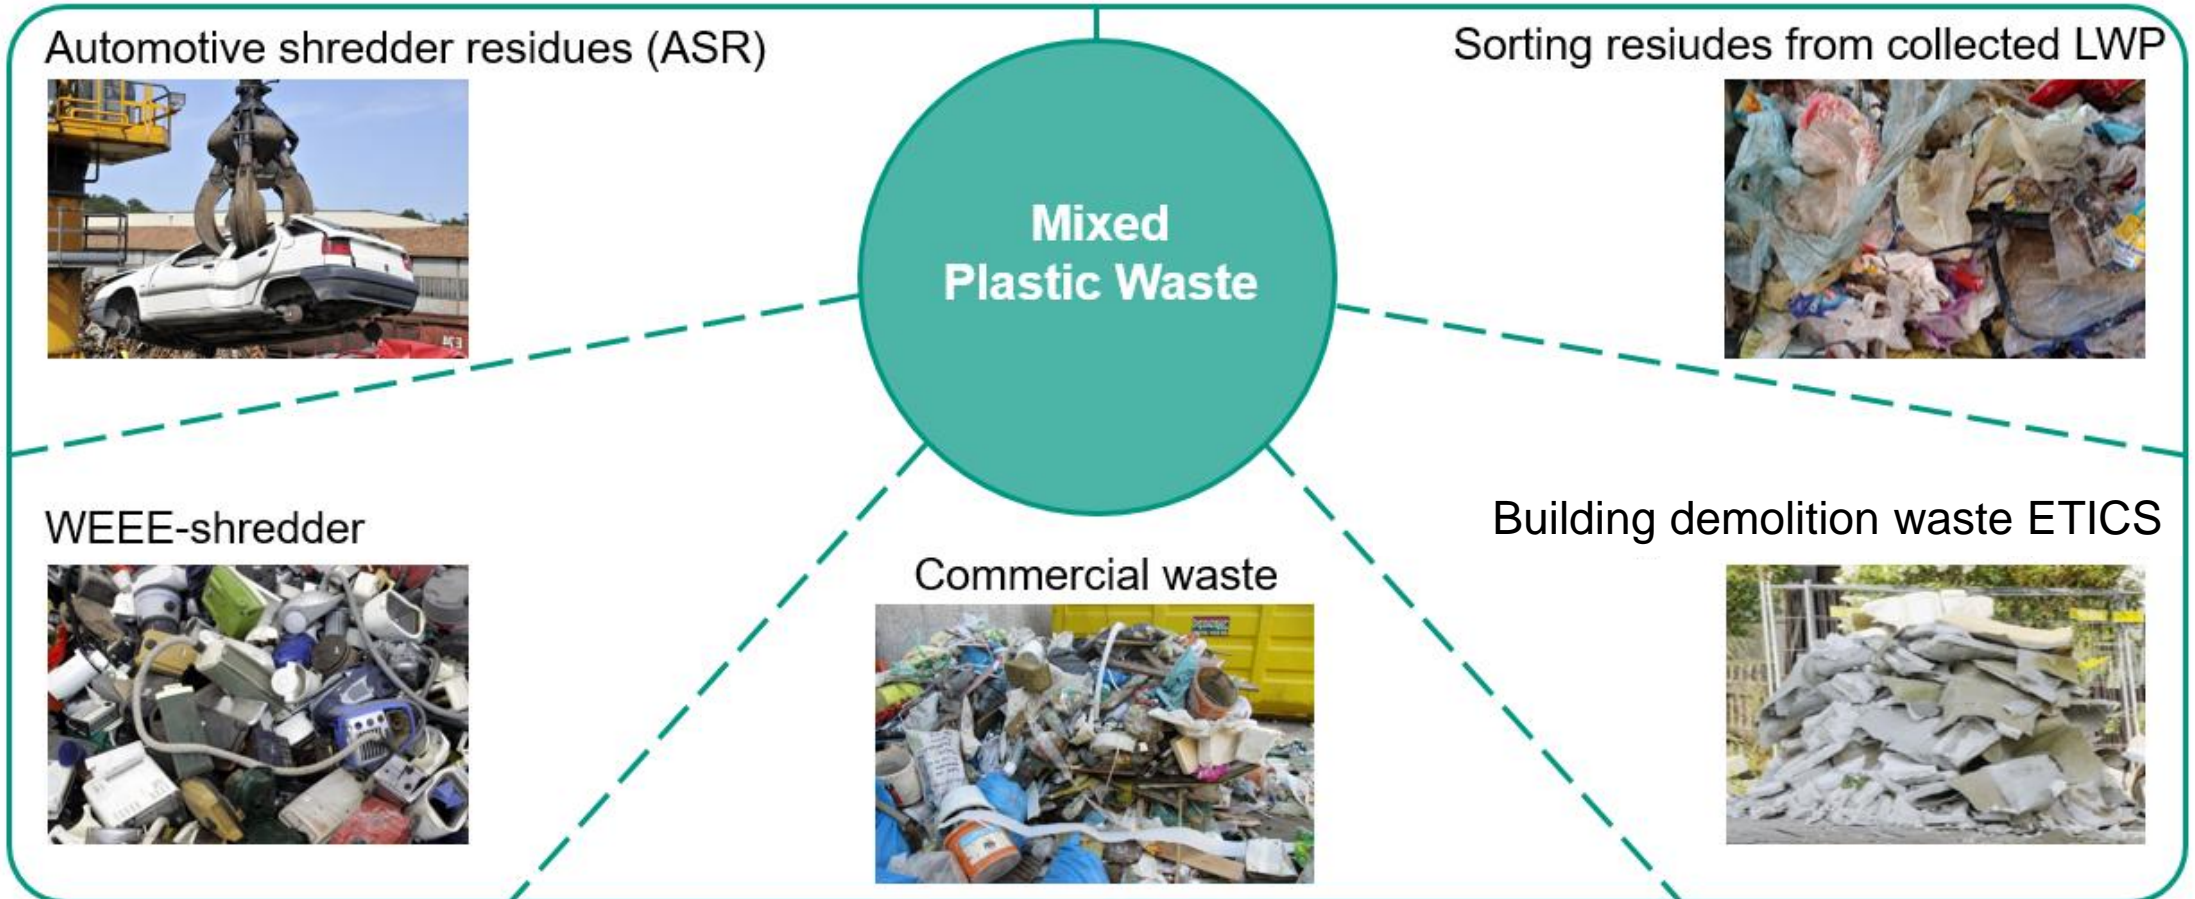 Automotive shredder residues (ASR)
Sorting resiudes from collected LWP
Mixed
Plastic Waste
WEEE-shredder
Building demolition waste ETICS
Commercial waste